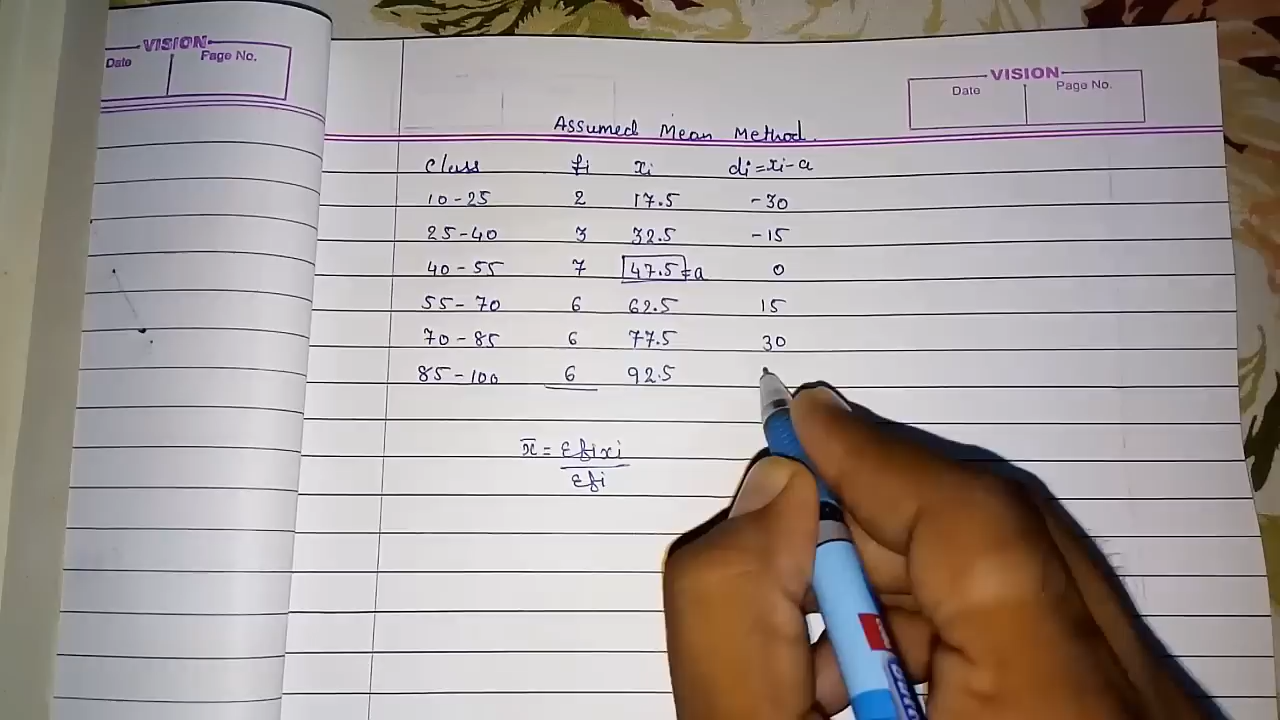 VISION
Date Page No.
VISION
Date Page No.
Assumed Mean Method.
class fi xi di=xi-a
10-25 2 17.5 -30
25-40 3 32.5 -15
40-55 7 47.5=a 0
55-70 6 62.5 15
70-85 6 77.5 30
85-100 6 92.5
x̄ = Σfixi
Σfi